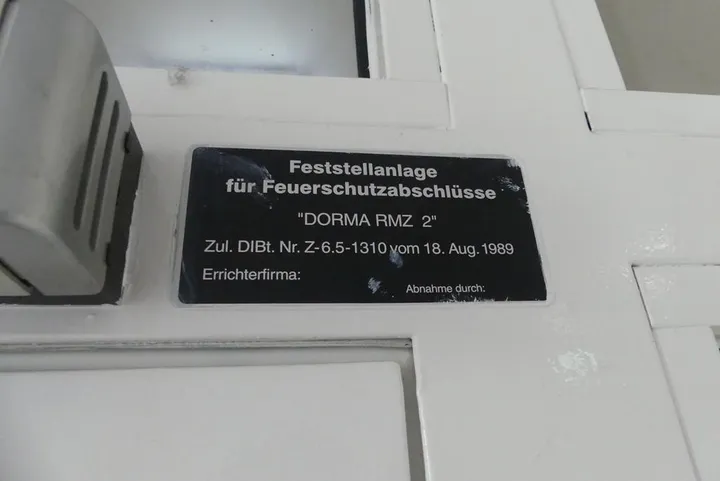 Feststellanlage
für Feuerschutzabschlüsse
"DORMA RMZ 2"
Zul. DIBt. Nr. Z-6.5-1310 vom 18. Aug. 1989
Errichterfirma:
Abnahme durch: